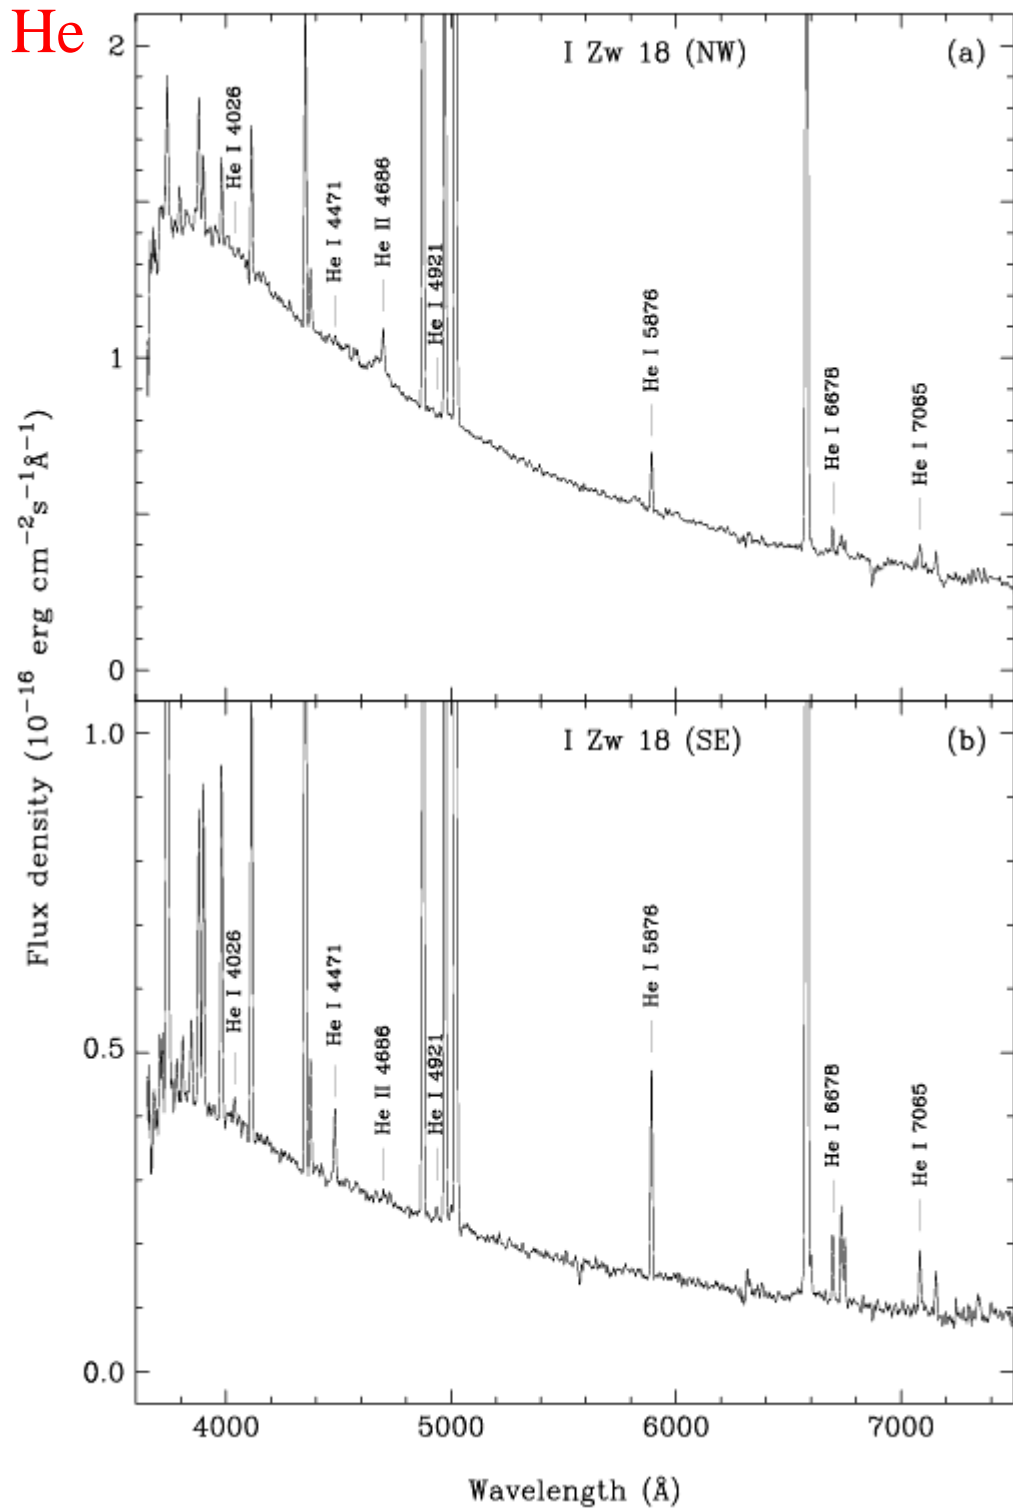 He
I Zw 18 (NW)
(a)
2
1
0
He I 4026
He I 4471
He II 4686
He I 4921
He I 5876
He I 6678
He I 7065
Flux density (10⁻¹⁶ erg cm⁻²s⁻¹Å⁻¹)
I Zw 18 (SE)
(b)
1.0
0.5
0.0
He I 4026
He I 4471
He II 4686
He I 4921
He I 5876
He I 6678
He I 7065
4000 5000 6000 7000
Wavelength (Å)